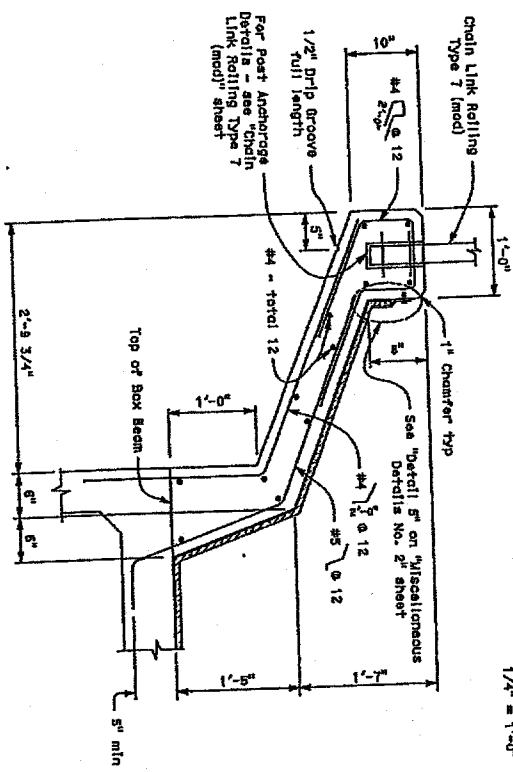 1/4" = 1'-0"
Chain Link Railing
Type 7 (mod)
10"
#4 @ 12
2'-0"
1/2" Drip Groove
full length
For Post Anchorage
Details - see "Chain
Link Railing Type 7
(mod)" sheet
1'-0"
5"
1" Chamfer typ
8"
See "Detail 5" on "Miscellaneous
Details No. 2" sheet
#4 - total 12
#4 @ 12
#5 @ 12
2'-9 3/4"
Top of Box Beam
1'-0"
6"
6"
1'-5"
1'-7"
5" min